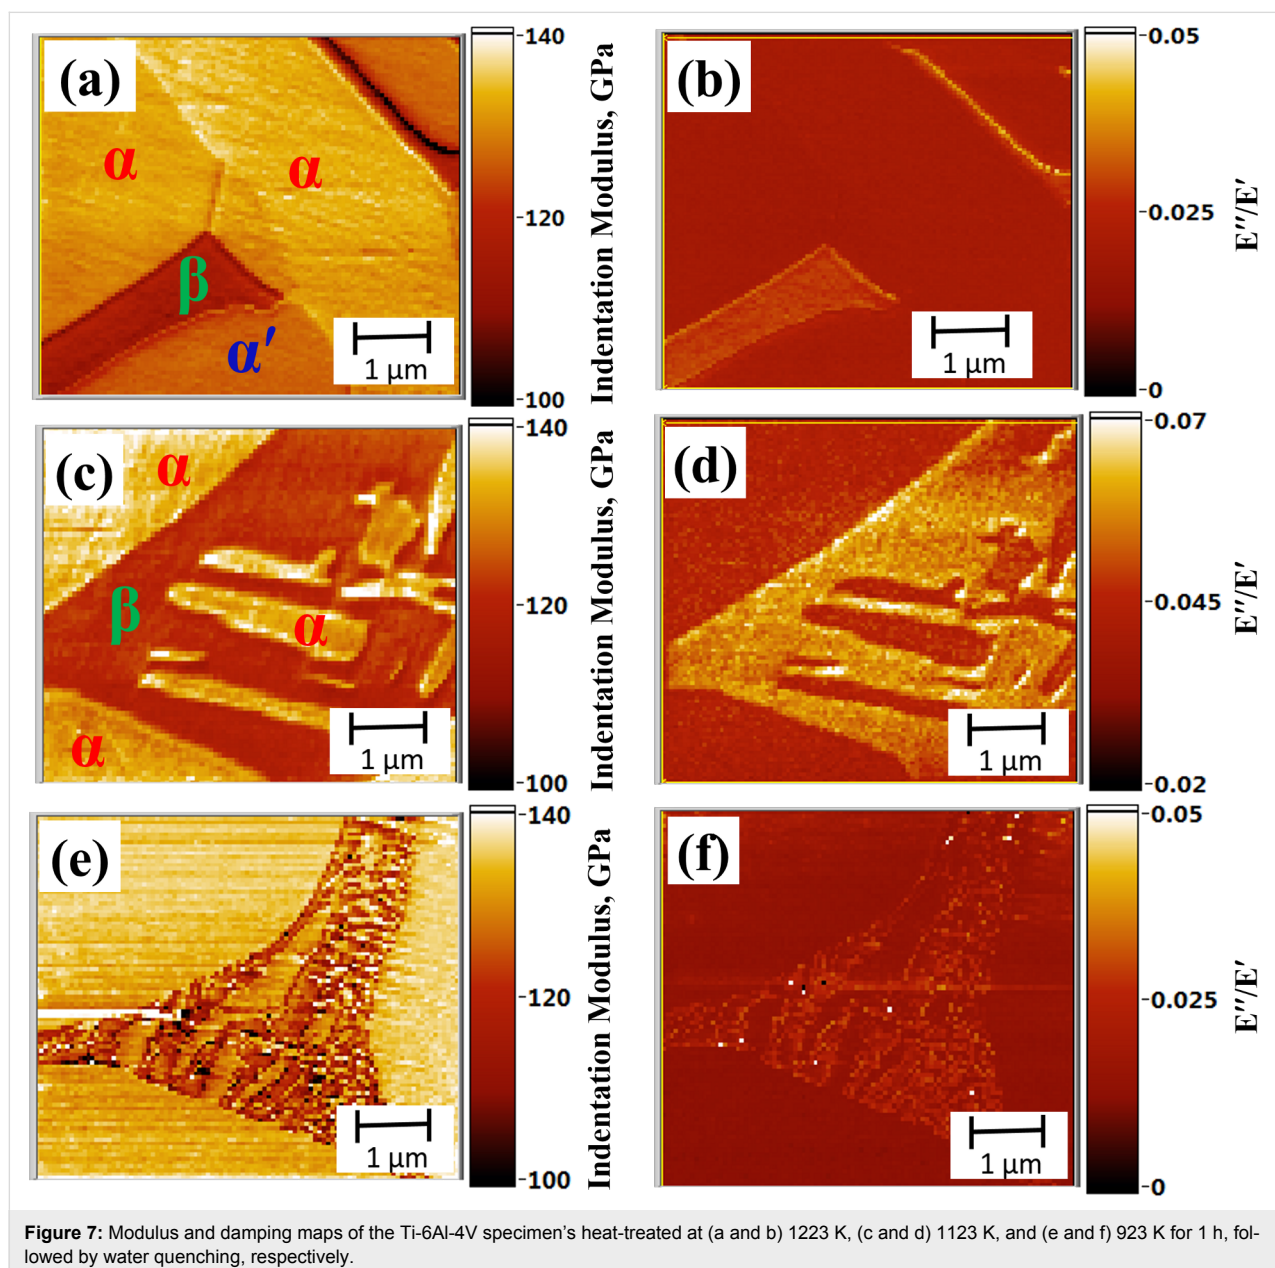 (a)
α
α
β
α′
1 μm
140
120
100
Indentation Modulus, GPa
(b)
1 μm
0.05
0.025
0
E″/E′
(c)
α
β
α
α
1 μm
140
120
100
Indentation Modulus, GPa
(d)
1 μm
0.07
0.045
0.02
E″/E′
(e)
1 μm
140
120
100
Indentation Modulus, GPa
(f)
1 μm
0.05
0.025
0
E″/E′
Figure 7: Modulus and damping maps of the Ti-6Al-4V specimen's heat-treated at (a and b) 1223 K, (c and d) 1123 K, and (e and f) 923 K for 1 h, fol-
lowed by water quenching, respectively.